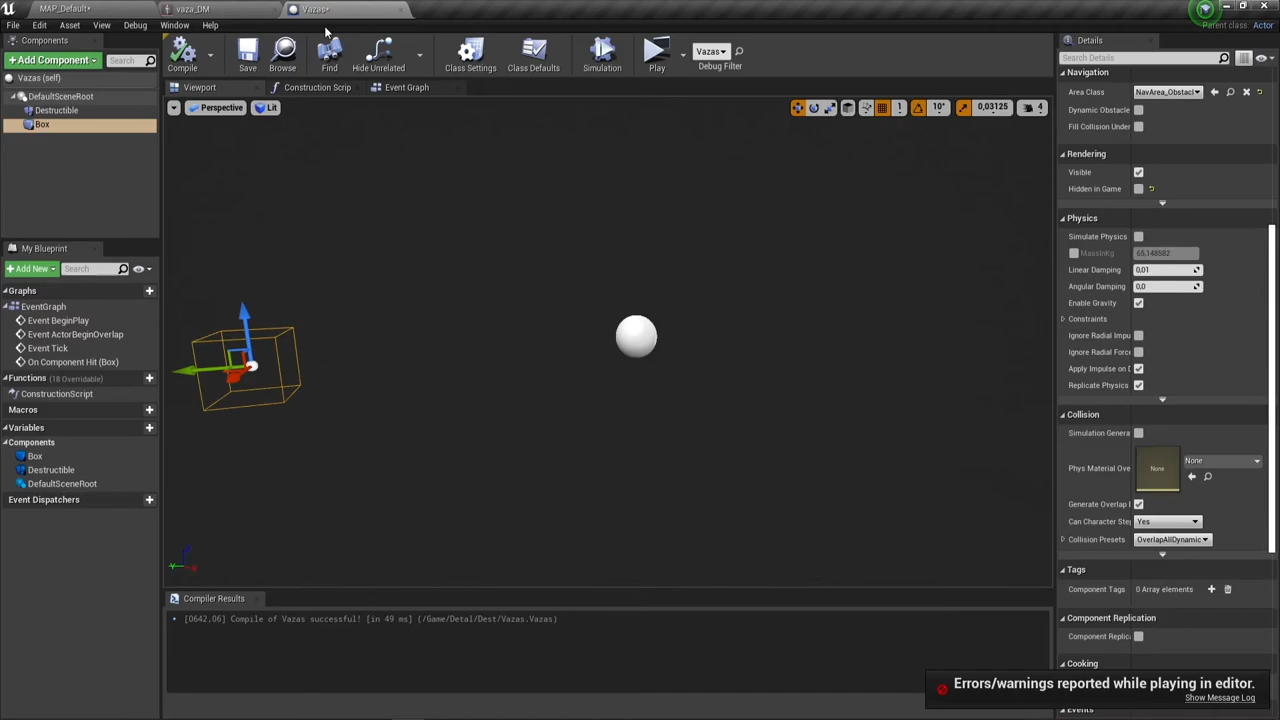 MAP_Default*
vaza_DM
Vazas*
File Edit Asset View Debug Window Help
Parent class: Actor
Components
+Add Component
Search
Vazas (self)
DefaultSceneRoot
Destructible
Box
Compile
Save
Browse
Find
Hide Unrelated
Class Settings
Class Defaults
Simulation
Play
Vazas
Debug Filter
Viewport
Construction Scrip
Event Graph
Perspective
Lit
1
10°
0,03125
4
My Blueprint
+Add New
Search
Graphs
EventGraph
Event BeginPlay
Event ActorBeginOverlap
Event Tick
On Component Hit (Box)
Functions (18 Overridable)
ConstructionScript
Macros
Variables
Components
Box
Destructible
DefaultSceneRoot
Event Dispatchers
Compiler Results
[0642,06] Compile of Vazas successful! [in 49 ms] (/Game/Detal/Dest/Vazas.Vazas)
Details
Search Details
Navigation
Area Class NavArea_Obstacl
Dynamic Obstacle
Fill Collision Under
Rendering
Visible
Hidden in Game
Physics
Simulate Physics
MassInKg 65,148582
Linear Damping 0,01
Angular Damping 0,0
Enable Gravity
Constraints
Ignore Radial Impu
Ignore Radial Force
Apply Impulse on D
Replicate Physics
Collision
Simulation Genera
Phys Material Ove None None
Generate Overlap E
Can Character Step Yes
Collision Presets OverlapAllDynamic
Tags
Component Tags 0 Array elements
Component Replication
Component Replic
Cooking
Errors/warnings reported while playing in editor.
Show Message Log
Events